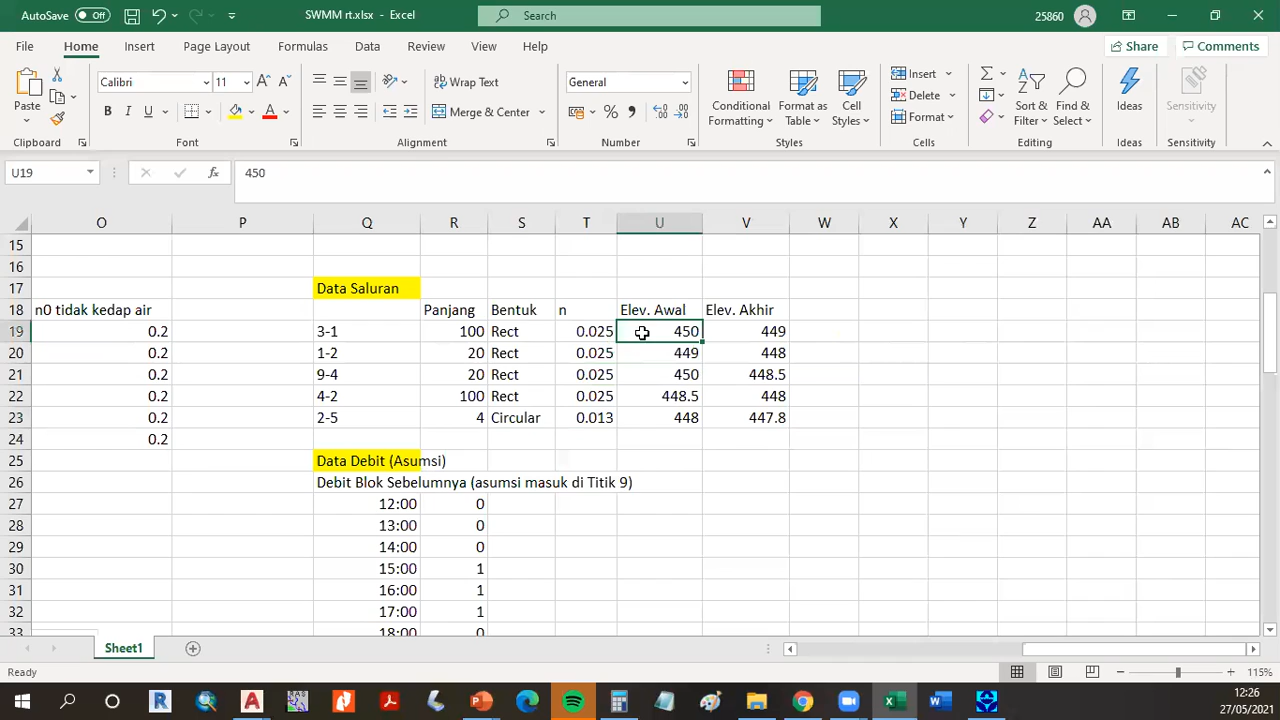 AutoSave Off SWMM rt.xlsx - Excel Search 25860
File Home Insert Page Layout Formulas Data Review View Help Share Comments
Paste Calibri 11 Wrap Text General Conditional Formatting Format as Table Cell Styles Insert Sort & Filter Find & Select Ideas Sensitivity
B I U Merge & Center Delete Format
Clipboard Font Alignment Number Styles Cells Editing Ideas Sensitivity
U19 fx 450
O P Q R S T U V W X Y Z AA AB AC
15
16
17 Data Saluran
18 n0 tidak kedap air Panjang Bentuk n Elev. Awal Elev. Akhir
19 0.2 3-1 100 Rect 0.025 450 449
20 0.2 1-2 20 Rect 0.025 449 448
21 0.2 9-4 20 Rect 0.025 450 448.5
22 0.2 4-2 100 Rect 0.025 448.5 448
23 0.2 2-5 4 Circular 0.013 448 447.8
24 0.2
25 Data Debit (Asumsi)
26 Debit Blok Sebelumnya (asumsi masuk di Titik 9)
27 12:00 0
28 13:00 0
29 14:00 0
30 15:00 1
31 16:00 1
32 17:00 1
33 18:00 0
Sheet1
Ready 115%
12:26
27/05/2021